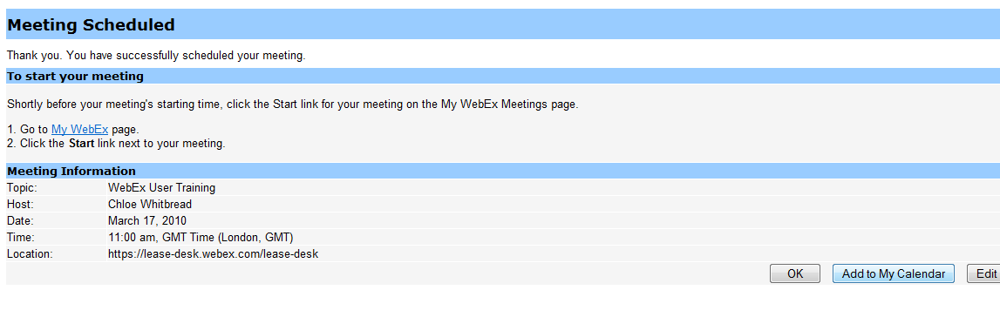 Meeting Scheduled
Thank you. You have successfully scheduled your meeting.
To start your meeting
Shortly before your meeting's starting time, click the Start link for your meeting on the My WebEx Meetings page.
1. Go to My WebEx page.
2. Click the Start link next to your meeting.
Meeting Information
Topic: WebEx User Training
Host: Chloe Whitbread
Date: March 17, 2010
Time: 11:00 am, GMT Time (London, GMT)
Location: https://lease-desk.webex.com/lease-desk
OK Add to My Calendar Edit